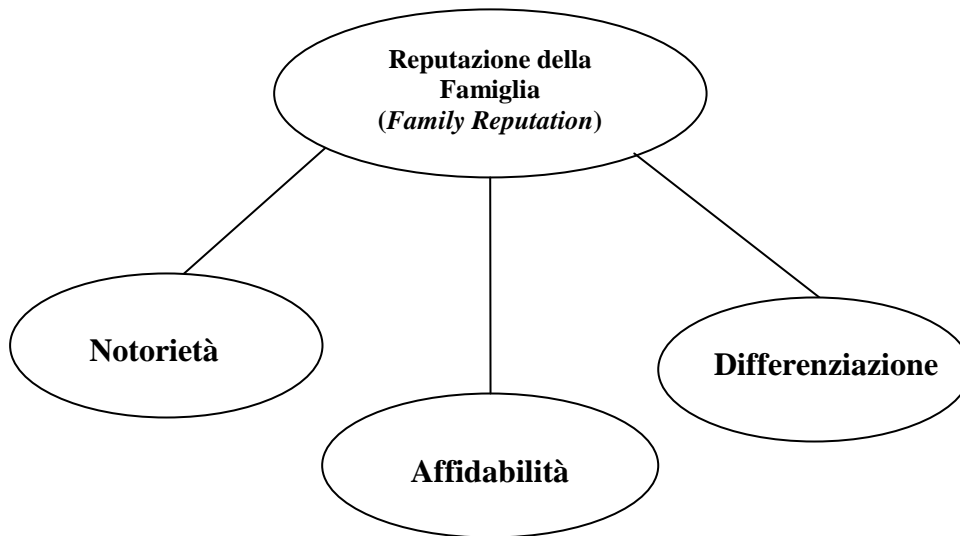 Reputazione della
Famiglia
(Family Reputation)
Notorietà
Differenziazione
Affidabilità